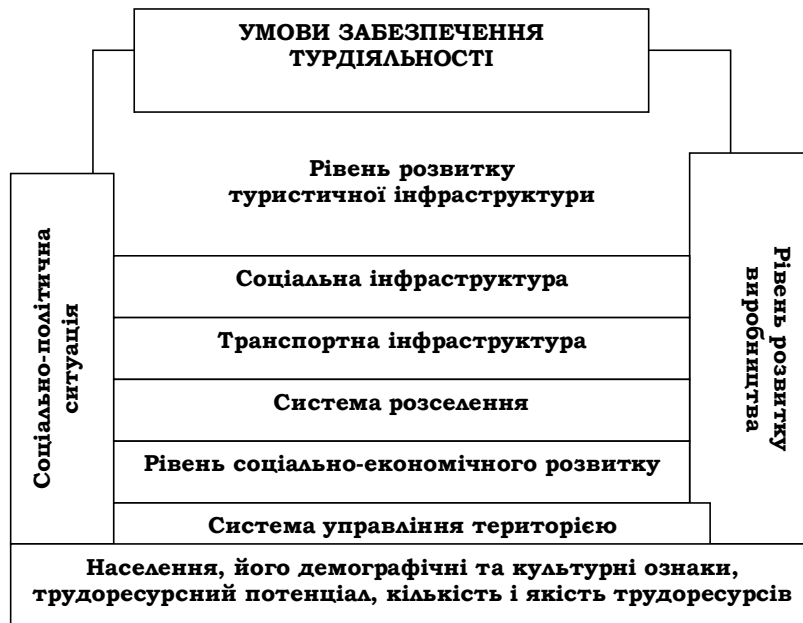 УМОВИ ЗАБЕЗПЕЧЕННЯ
ТУРДІЯЛЬНОСТІ
Рівень розвитку
туристичної інфраструктури
Соціально-політична
ситуація
Соціальна інфраструктура
Транспортна інфраструктура
Система розселення
Рівень соціально-економічного розвитку
Система управління територією
Рівень розвитку
виробництва
Населення, його демографічні та культурні ознаки,
трудоресурсний потенціал, кількість і якість трудоресурсів